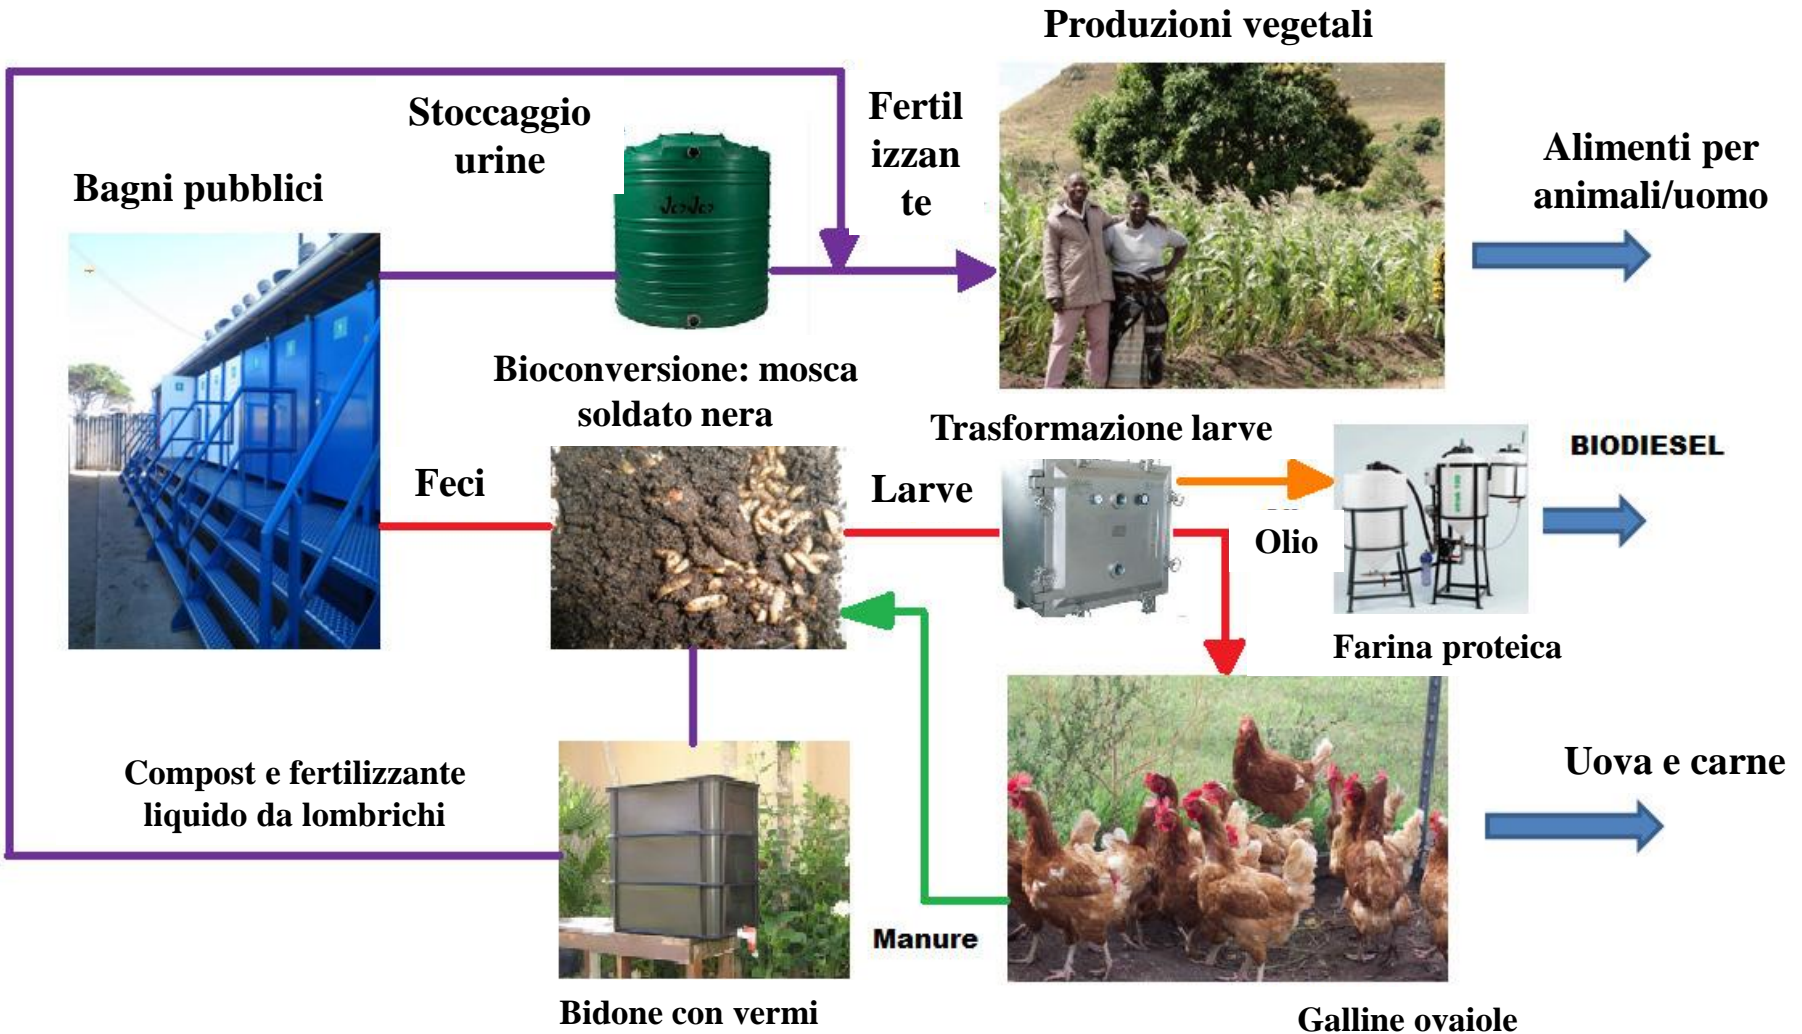 Produzioni vegetali
Stoccaggio
urine
Fertil
izzan
te
Alimenti per
animali/uomo
Bagni pubblici
JoJo
Bioconversione: mosca
soldato nera
Trasformazione larve
BIODIESEL
Feci
Larve
Olio
Farina proteica
Compost e fertilizzante
liquido da lombrichi
Uova e carne
Manure
Bidone con vermi
Galline ovaiole